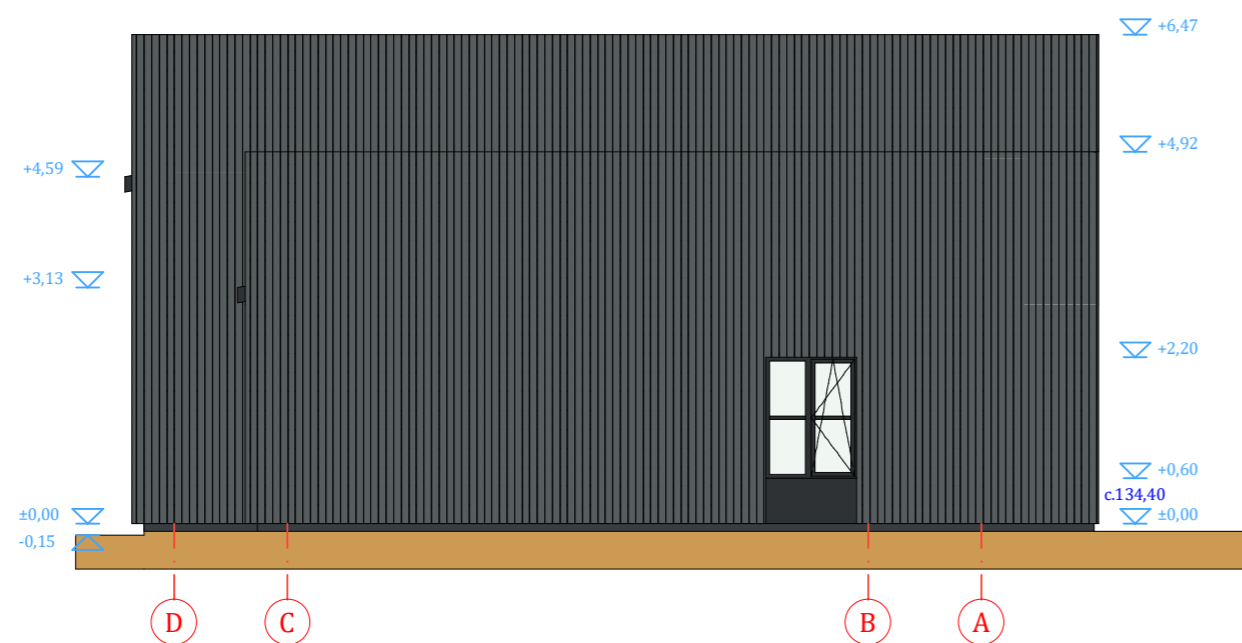 +6,47
+4,92
+4,59
+3,13
+2,20
+0,60
c.134,40
±0,00
±0,00
-0,15
D
C
B
A